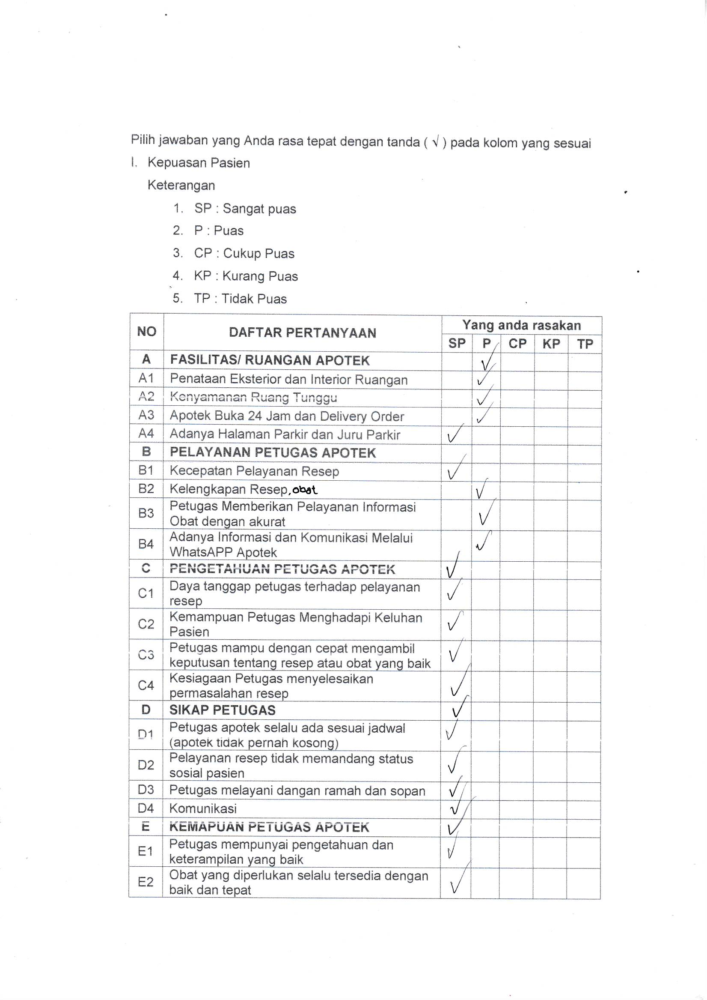 Pilih jawaban yang Anda rasa tepat dengan tanda ( √ ) pada kolom yang sesuai
I. Kepuasan Pasien
Keterangan
1. SP : Sangat puas
2. P : Puas
3. CP : Cukup Puas
4. KP : Kurang Puas
5. TP : Tidak Puas
NO DAFTAR PERTANYAAN Yang anda rasakan
SP P CP KP TP
A FASILITAS/ RUANGAN APOTEK √
A1 Penataan Eksterior dan Interior Ruangan √
A2 Kenyamanan Ruang Tunggu √
A3 Apotek Buka 24 Jam dan Delivery Order √
A4 Adanya Halaman Parkir dan Juru Parkir √
B PELAYANAN PETUGAS APOTEK
B1 Kecepatan Pelayanan Resep √
B2 Kelengkapan Resep, obat √
B3 Petugas Memberikan Pelayanan Informasi
Obat dengan akurat √
B4 Adanya Informasi dan Komunikasi Melalui
WhatsAPP Apotek √
C PENGETAHUAN PETUGAS APOTEK √
C1 Daya tanggap petugas terhadap pelayanan
resep √
C2 Kemampuan Petugas Menghadapi Keluhan
Pasien √
C3 Petugas mampu dengan cepat mengambil
keputusan tentang resep atau obat yang baik √
C4 Kesiagaan Petugas menyelesaikan
permasalahan resep √
D SIKAP PETUGAS √
D1 Petugas apotek selalu ada sesuai jadwal
(apotek tidak pernah kosong) √
D2 Pelayanan resep tidak memandang status
sosial pasien √
D3 Petugas melayani dangan ramah dan sopan √
D4 Komunikasi √
E KEMAPUAN PETUGAS APOTEK √
E1 Petugas mempunyai pengetahuan dan
keterampilan yang baik √
E2 Obat yang diperlukan selalu tersedia dengan
baik dan tepat √